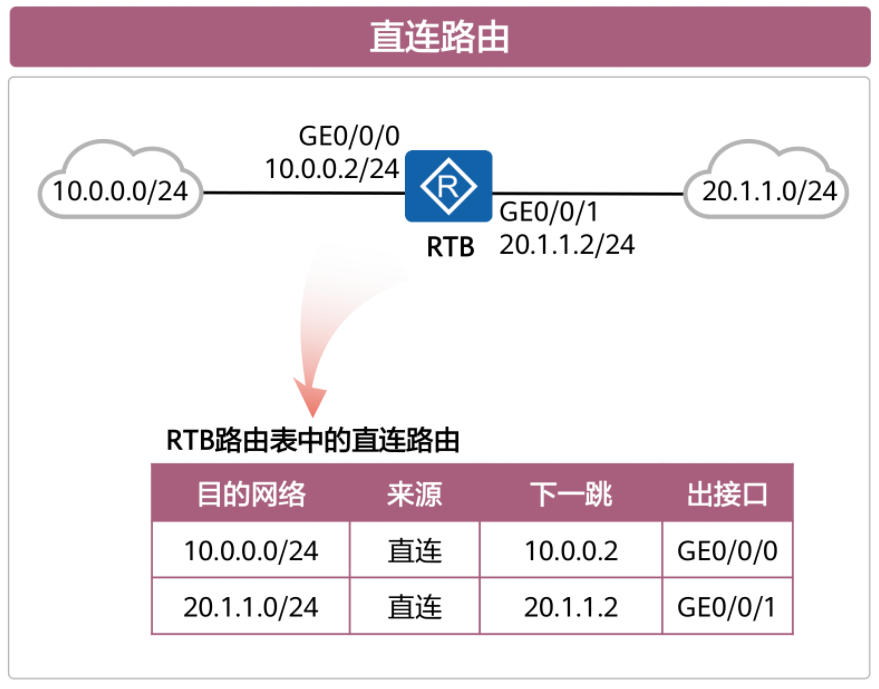 直连路由
GE0/0/0
10.0.0.2/24
10.0.0.0/24
R
20.1.1.0/24
GE0/0/1
RTB
20.1.1.2/24
RTB路由表中的直连路由
目的网络 来源 下一跳 出接口
10.0.0.0/24 直连 10.0.0.2 GE0/0/0
20.1.1.0/24 直连 20.1.1.2 GE0/0/1